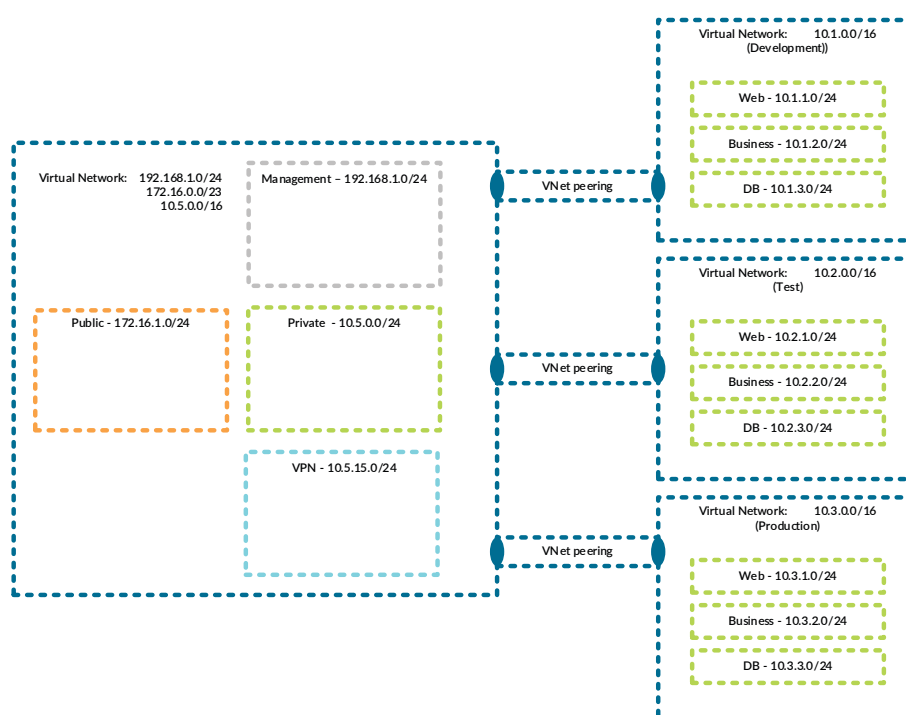 Virtual Network: 10.1.0.0/16
(Development))
Web - 10.1.1.0/24
Business - 10.1.2.0/24
DB - 10.1.3.0/24
Virtual Network: 192.168.1.0/24
172.16.0.0/23
10.5.0.0/16
Management – 192.168.1.0/24
VNet peering
Public - 172.16.1.0/24
Private - 10.5.0.0/24
VPN - 10.5.15.0/24
VNet peering
Virtual Network: 10.2.0.0/16
(Test)
Web - 10.2.1.0/24
Business - 10.2.2.0/24
DB - 10.2.3.0/24
VNet peering
Virtual Network: 10.3.0.0/16
(Production)
Web - 10.3.1.0/24
Business - 10.3.2.0/24
DB - 10.3.3.0/24